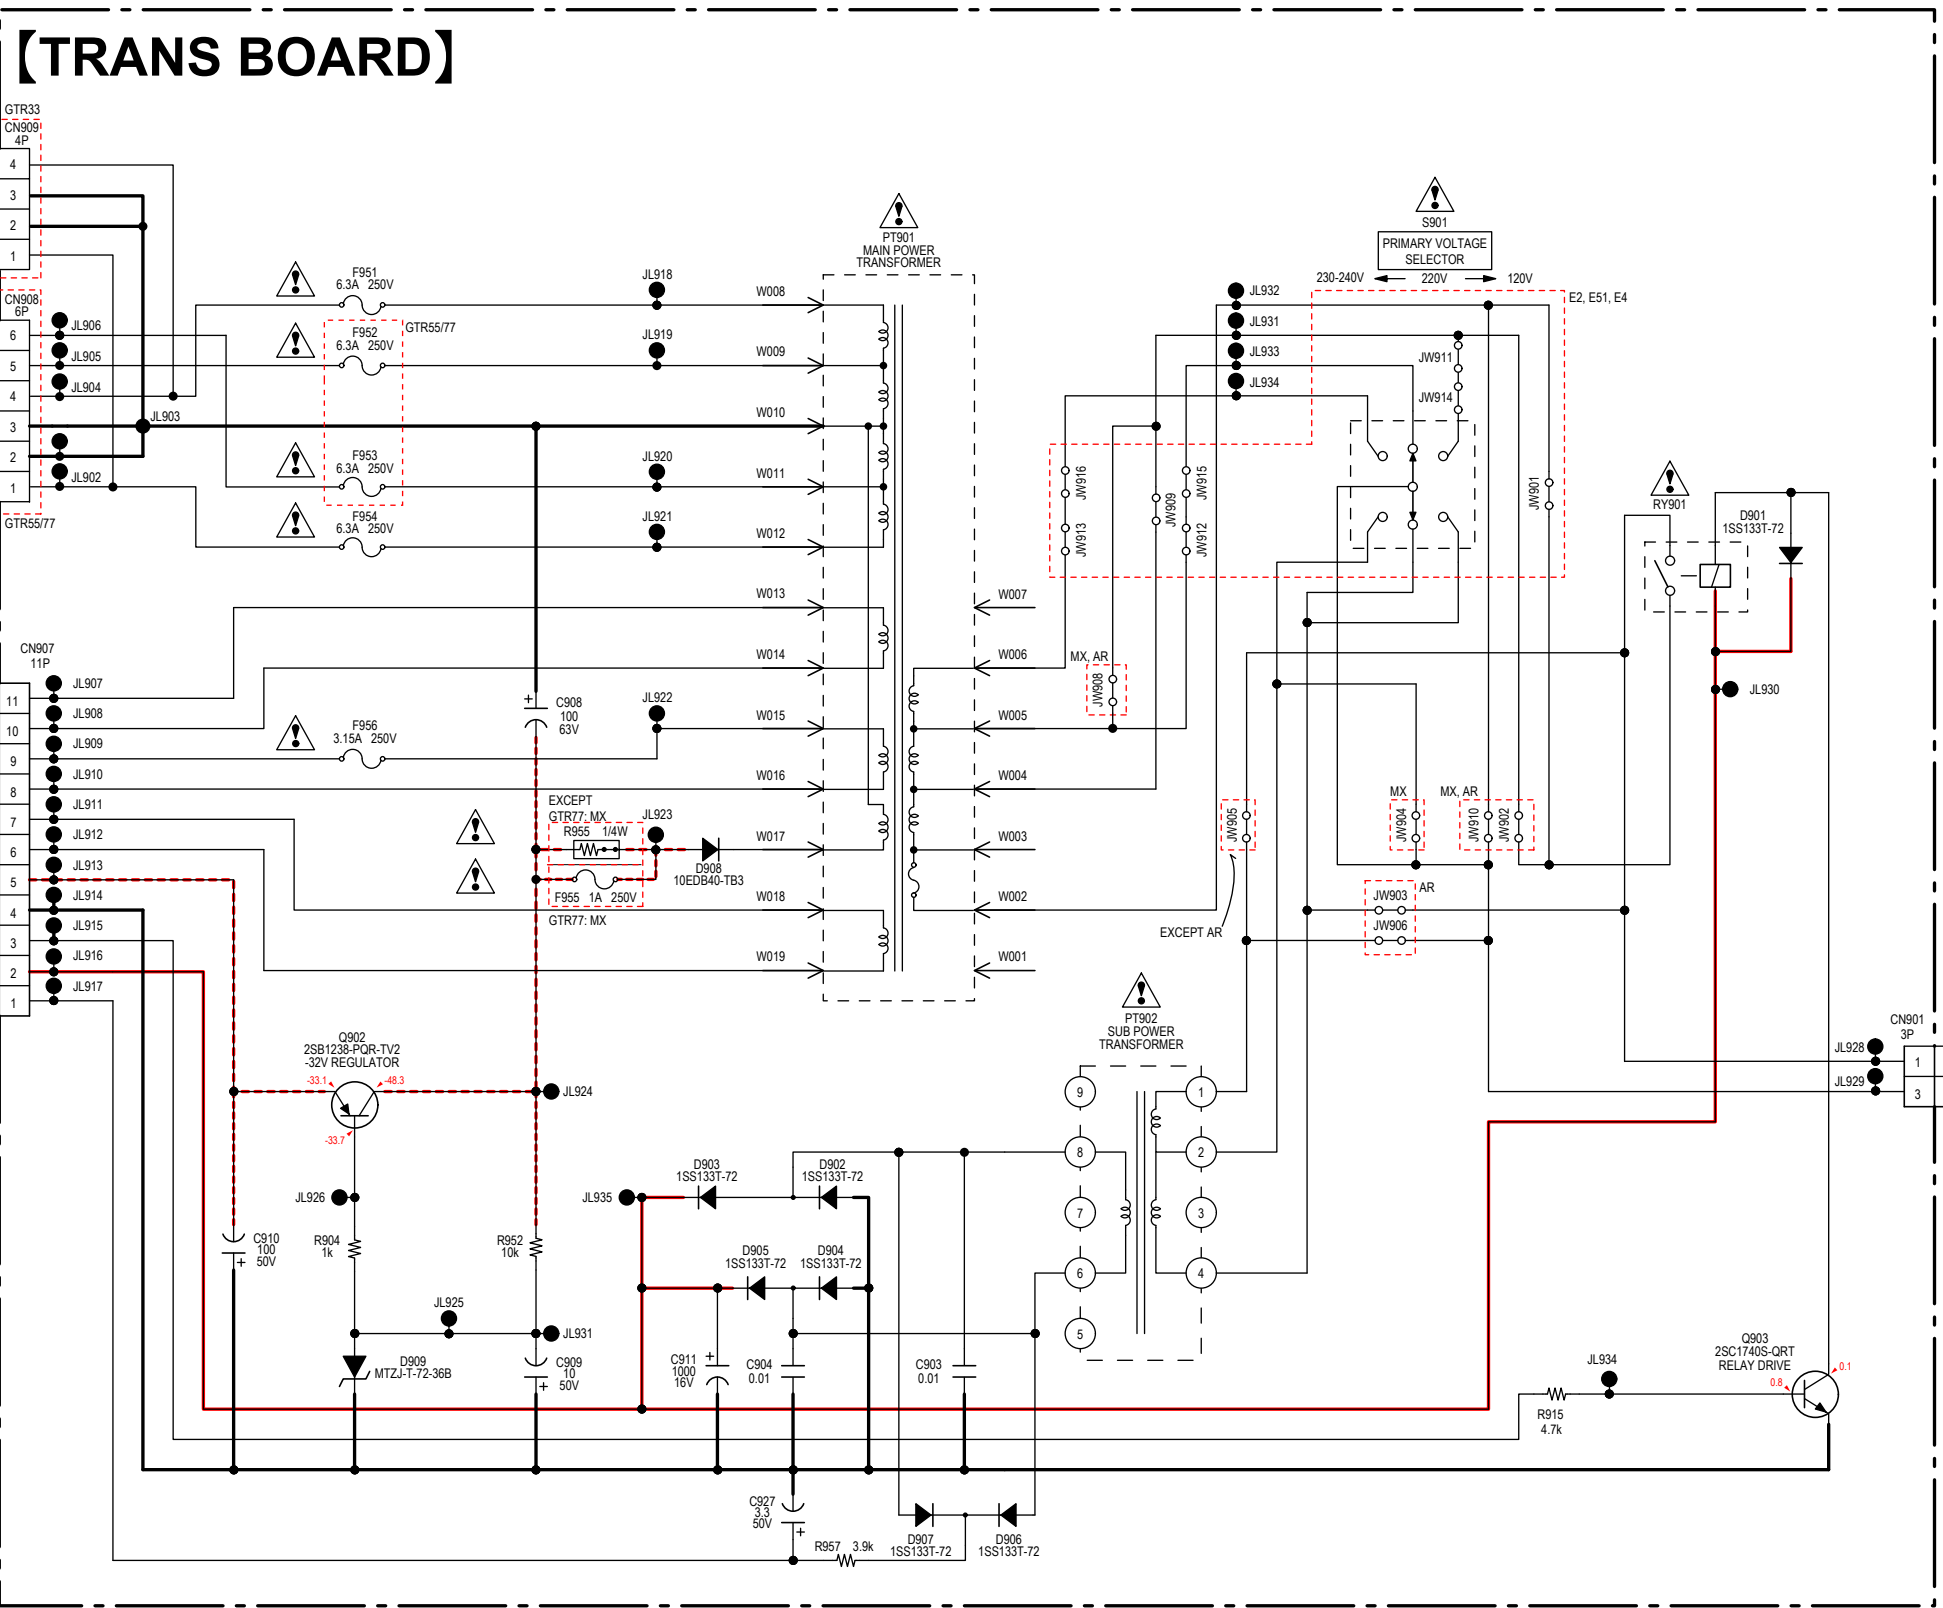 【TRANS BOARD】
GTR33
CN909
4P
4
3
2
1
CN908
6P
6
5
4
3
2
1
GTR55/77
JL906
JL905
JL904
JL903
JL902
F951
6.3A 250V
F952
6.3A 250V
GTR55/77
F953
6.3A 250V
F954
6.3A 250V
JL918
JL919
JL920
JL921
W008
W009
W010
W011
W012
W013
W014
W015
W016
W017
W018
W019
PT901
MAIN POWER
TRANSFORMER
W007
W006
W005
W004
W003
W002
W001
S901
PRIMARY VOLTAGE
SELECTOR
230-240V 220V 120V
E2, E51, E4
JL932
JL931
JL933
JL934
JW911
JW914
JW916
JW913
JW909
JW915
JW912
JW901
MX, AR
JW908
RY901
D901
1SS133T-72
JL930
CN907
11P
11
10
9
8
7
6
5
4
3
2
1
JL907
JL908
JL909
JL910
JL911
JL912
JL913
JL914
JL915
JL916
JL917
F956
3.15A 250V
C908
100
63V
+
JL922
EXCEPT
GTR77: MX
R955 1/4W
JL923
F955 1A 250V
GTR77: MX
D908
10EDB40-TB3
JW905
EXCEPT AR
MX
JW904
MX, AR
JW910
JW902
AR
JW903
JW906
CN901
3P
1
3
JL928
JL929
Q902
2SB1238-PQR-TV2
-32V REGULATOR
-33.1
-48.3
-33.7
JL924
JL926
R904
1k
C910
100
50V
+
R952
10k
JL925
JL931
D909
MTZJ-T-72-36B
C909
10
50V
+
JL935
D903
1SS133T-72
D902
1SS133T-72
D905
1SS133T-72
D904
1SS133T-72
C911
1000
16V
+
C904
0.01
C903
0.01
PT902
SUB POWER
TRANSFORMER
9
8
7
6
5
1
2
3
4
C927
3.3
50V
+
R957 3.9k
D907
1SS133T-72
D906
1SS133T-72
JL934
R915
4.7k
Q903
2SC1740S-QRT
RELAY DRIVE
0.8
0.1